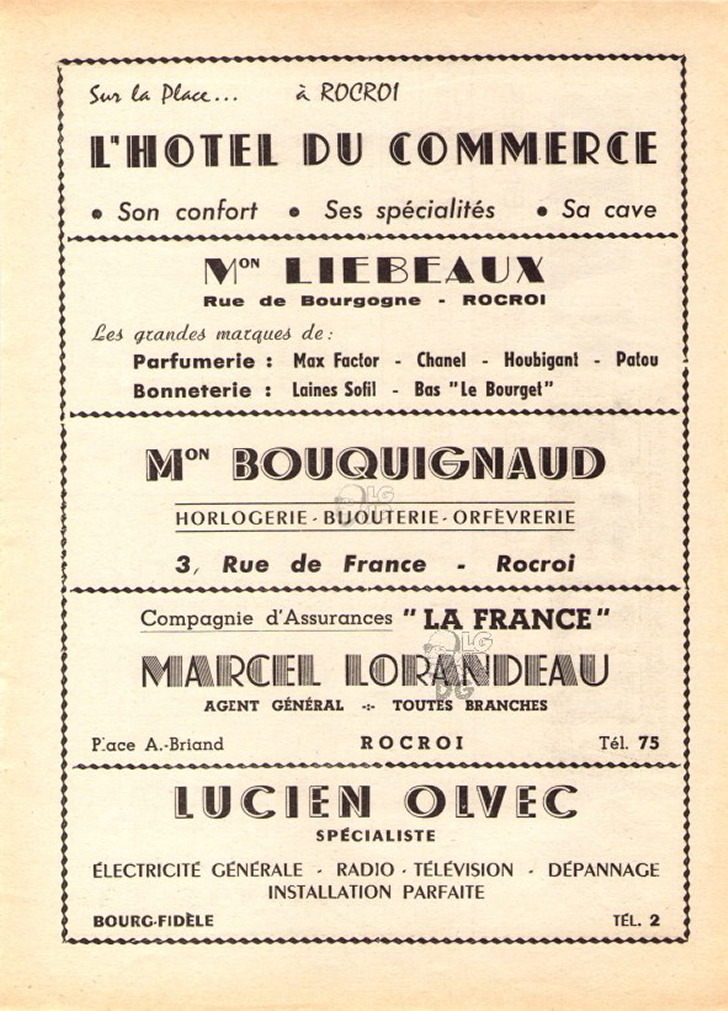 Sur la Place... à ROCROI
L'HOTEL DU COMMERCE
• Son confort • Ses spécialités • Sa cave
Mon LIEBEAUX
Rue de Bourgogne - ROCROI
Les grandes marques de :
Parfumerie : Max Factor - Chanel - Houbigant - Patou
Bonneterie : Laines Sofil - Bas "Le Bourget"
Mon BOUQUIGNAUD
HORLOGERIE - BIJOUTERIE - ORFÈVRERIE
3, Rue de France - Rocroi
Compagnie d'Assurances "LA FRANCE"
MARCEL LORANDEAU
AGENT GÉNÉRAL -:- TOUTES BRANCHES
Place A.-Briand ROCROI Tél. 75
LUCIEN OLVEC
SPÉCIALISTE
ÉLECTRICITÉ GÉNÉRALE - RADIO - TÉLÉVISION - DÉPANNAGE
INSTALLATION PARFAITE
BOURG-FIDÈLE TÉL. 2